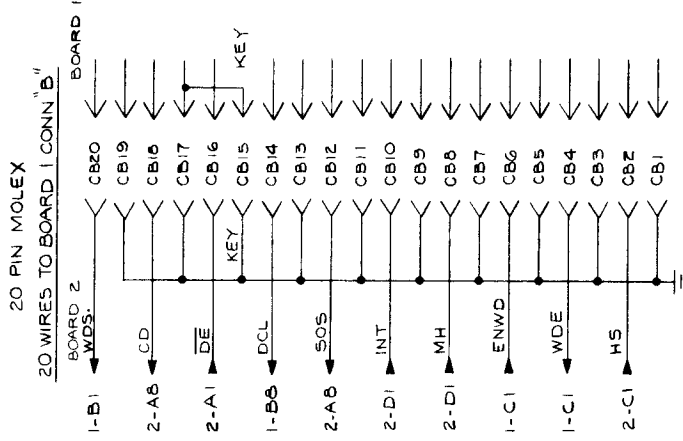 20 PIN MOLEX
20 WIRES TO BOARD 1 CONN "B"
BOARD 2
BOARD 1
1-B1 WDS. CB20
CB19
2-A8 CD CB18
CB17
2-A1 DE CB16
KEY CB15 KEY
1-B8 DCL CB14
CB13
2-A8 SOS CB12
CB11
2-D1 INT CB10
CB9
2-D1 MH CB8
CB7
1-C1 ENWD CB6
CB5
1-C1 WDE CB4
CB3
2-C1 HS CB2
CB1